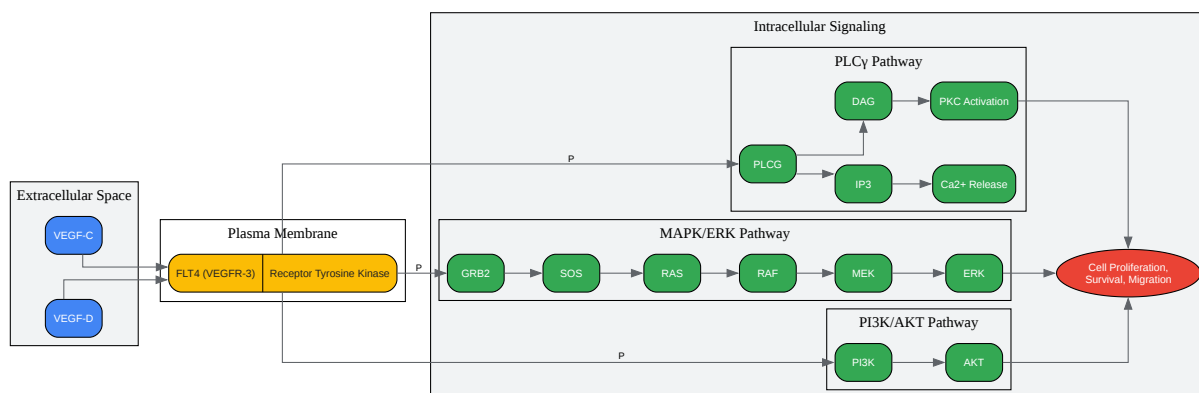 Intracellular Signaling
PLCγ Pathway
DAG
PKC Activation
P
PLCG
IP3
Ca2+ Release
Extracellular Space
VEGF-C
VEGF-D
Plasma Membrane
FLT4 (VEGFR-3)
Receptor Tyrosine Kinase
P
MAPK/ERK Pathway
GRB2
SOS
RAS
RAF
MEK
ERK
Cell Proliferation,
Survival, Migration
PI3K/AKT Pathway
P
PI3K
AKT